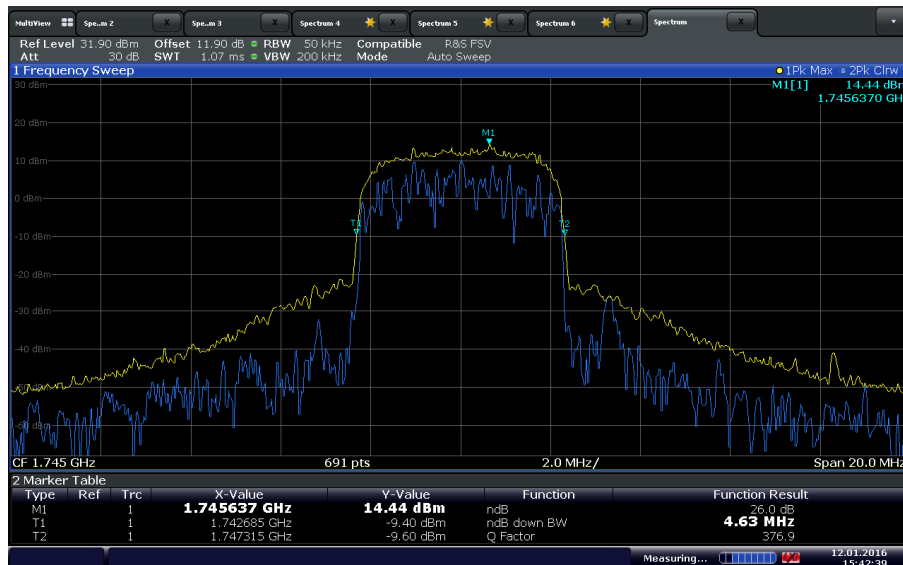 MultiView Spe...m 2 X Spe...m 3 X Spectrum 4 X Spectrum 5 X Spectrum 6 X Spectrum X
Ref Level 31.90 dBm Offset 11.90 dB RBW 50 kHz Compatible R&S FSV
Att 30 dB SWT 1.07 ms VBW 200 kHz Mode Auto Sweep
1 Frequency Sweep 1Pk Max 2Pk Clrw
30 dBm M1[1] 14.44 dBm
1.7456370 GH
20 dBm
M1
10 dBm
0 dBm
T1 T2
-10 dBm
-20 dBm
-30 dBm
-40 dBm
-60 dBm
CF 1.745 GHz 691 pts 2.0 MHz/ Span 20.0 MHz
2 Marker Table
Type Ref Trc X-Value Y-Value Function Function Result
M1 1 1.745637 GHz 14.44 dBm ndB 26.0 dB
T1 1 1.742685 GHz -9.40 dBm ndB down BW 4.63 MHz
T2 1 1.747315 GHz -9.60 dBm Q Factor 376.9
Measuring... 12.01.2016
15:42:39